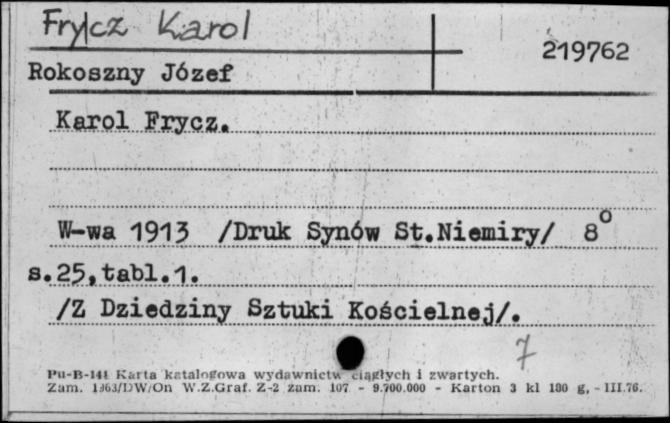 Frycz Karol
219762
Rokoszny Józef
Karol Frycz.
W-wa 1913 /Druk Synów St.Niemiry/ 8°
s.25,tabl.1.
/Z Dziedziny Sztuki Kościelnej/.
7
Pu-B-141 Karta katalogowa wydawnictw ciągłych i zwartych.
Zam. 1363/DW/On W.Z.Graf. Z-2 zam. 107 - 9.700.000 - Karton 3 kl 180 g, - III.76.